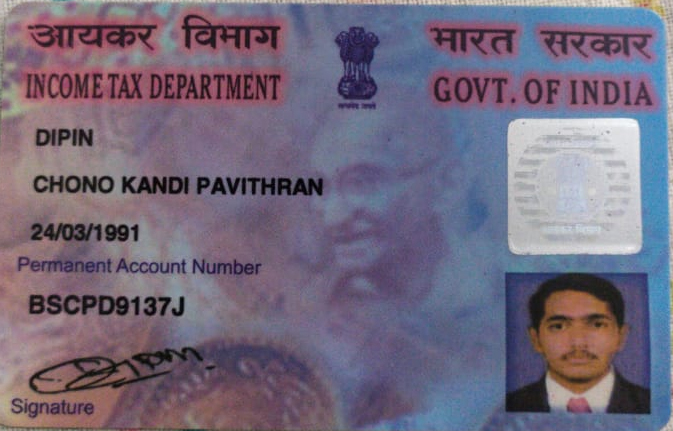 आयकर विभाग
INCOME TAX DEPARTMENT
भारत सरकार
GOVT. OF INDIA
सत्यमेव जयते
DIPIN
CHONO KANDI PAVITHRAN
24/03/1991
Permanent Account Number
BSCPD9137J
Signature